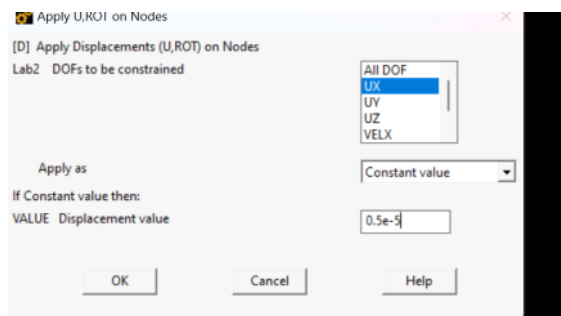 Apply U,ROT on Nodes
[D] Apply Displacements (U,ROT) on Nodes
Lab2 DOFs to be constrained
All DOF
UX
UY
UZ
VELX
Apply as
Constant value
If Constant value then:
VALUE Displacement value
0.5e-5
OK
Cancel
Help